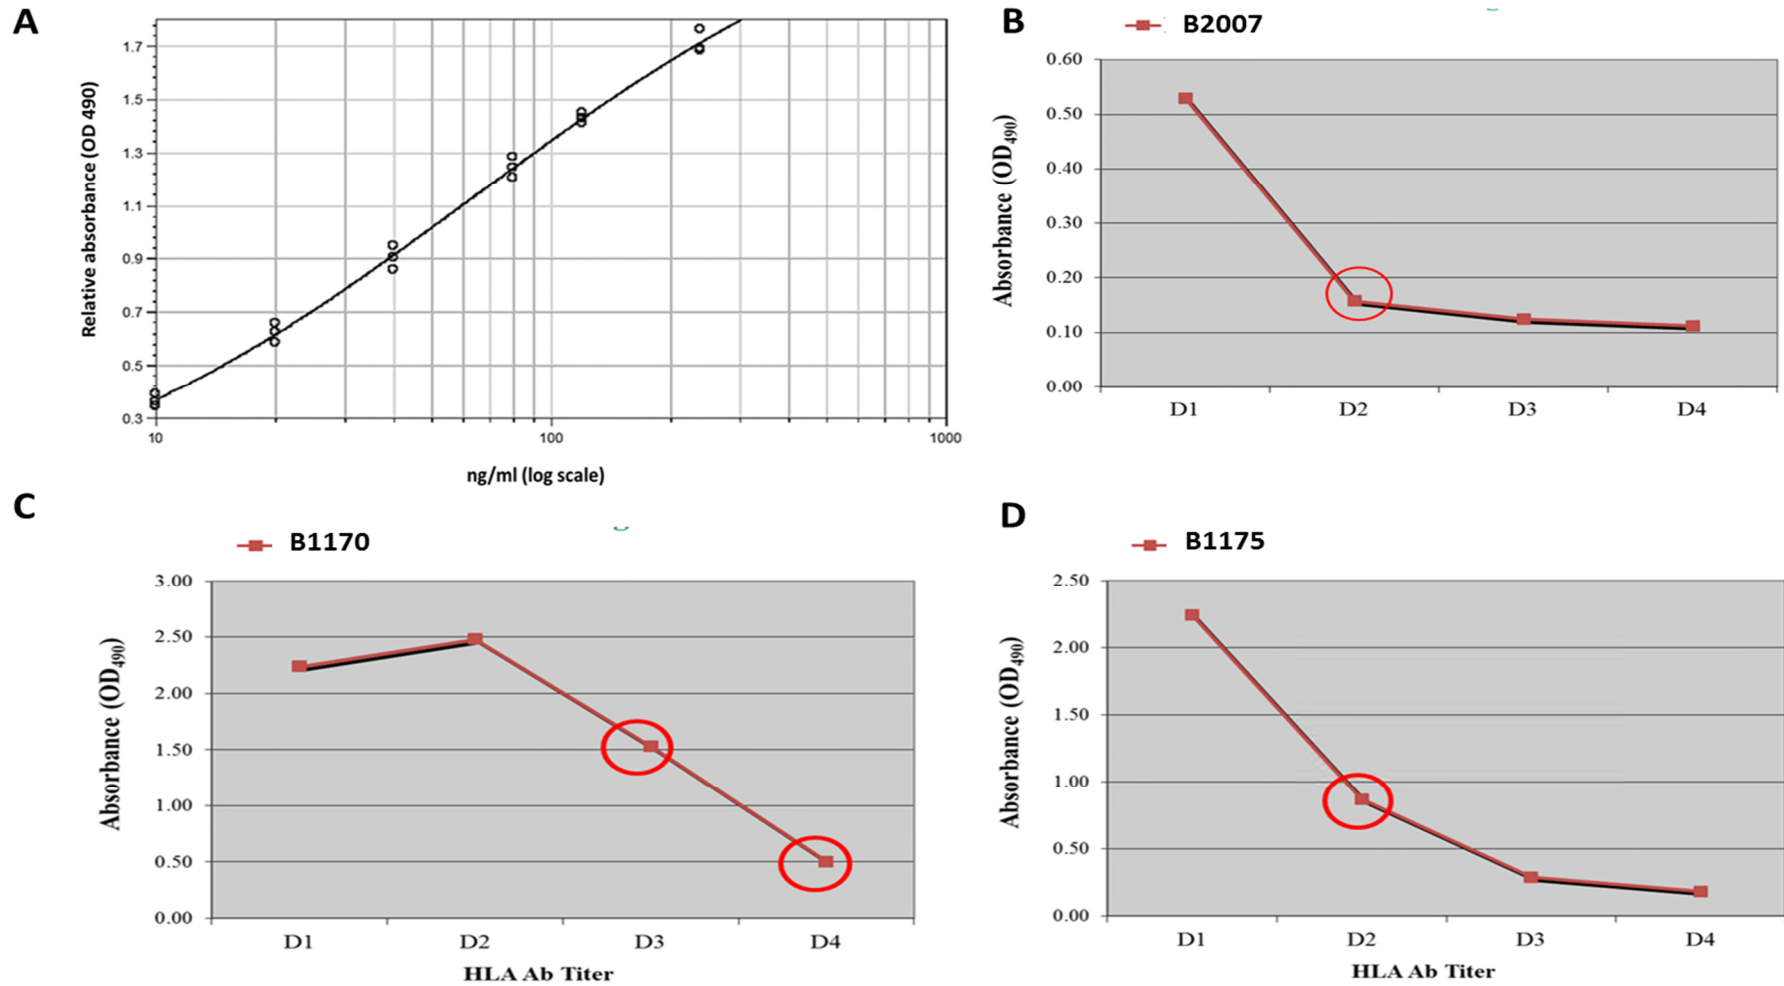 A
1.7
1.5
1.3
1.1
0.9
0.7
0.5
0.3
Relative absorbance (OD 490)
10
100
1000
ng/ml (log scale)
B
B2007
0.60
0.50
0.40
0.30
0.20
0.10
0.00
Absorbance (OD490)
D1
D2
D3
D4
C
B1170
3.00
2.50
2.00
1.50
1.00
0.50
0.00
Absorbance (OD490)
D1
D2
D3
D4
HLA Ab Titer
D
B1175
2.50
2.00
1.50
1.00
0.50
0.00
Absorbance (OD490)
D1
D2
D3
D4
HLA Ab Titer